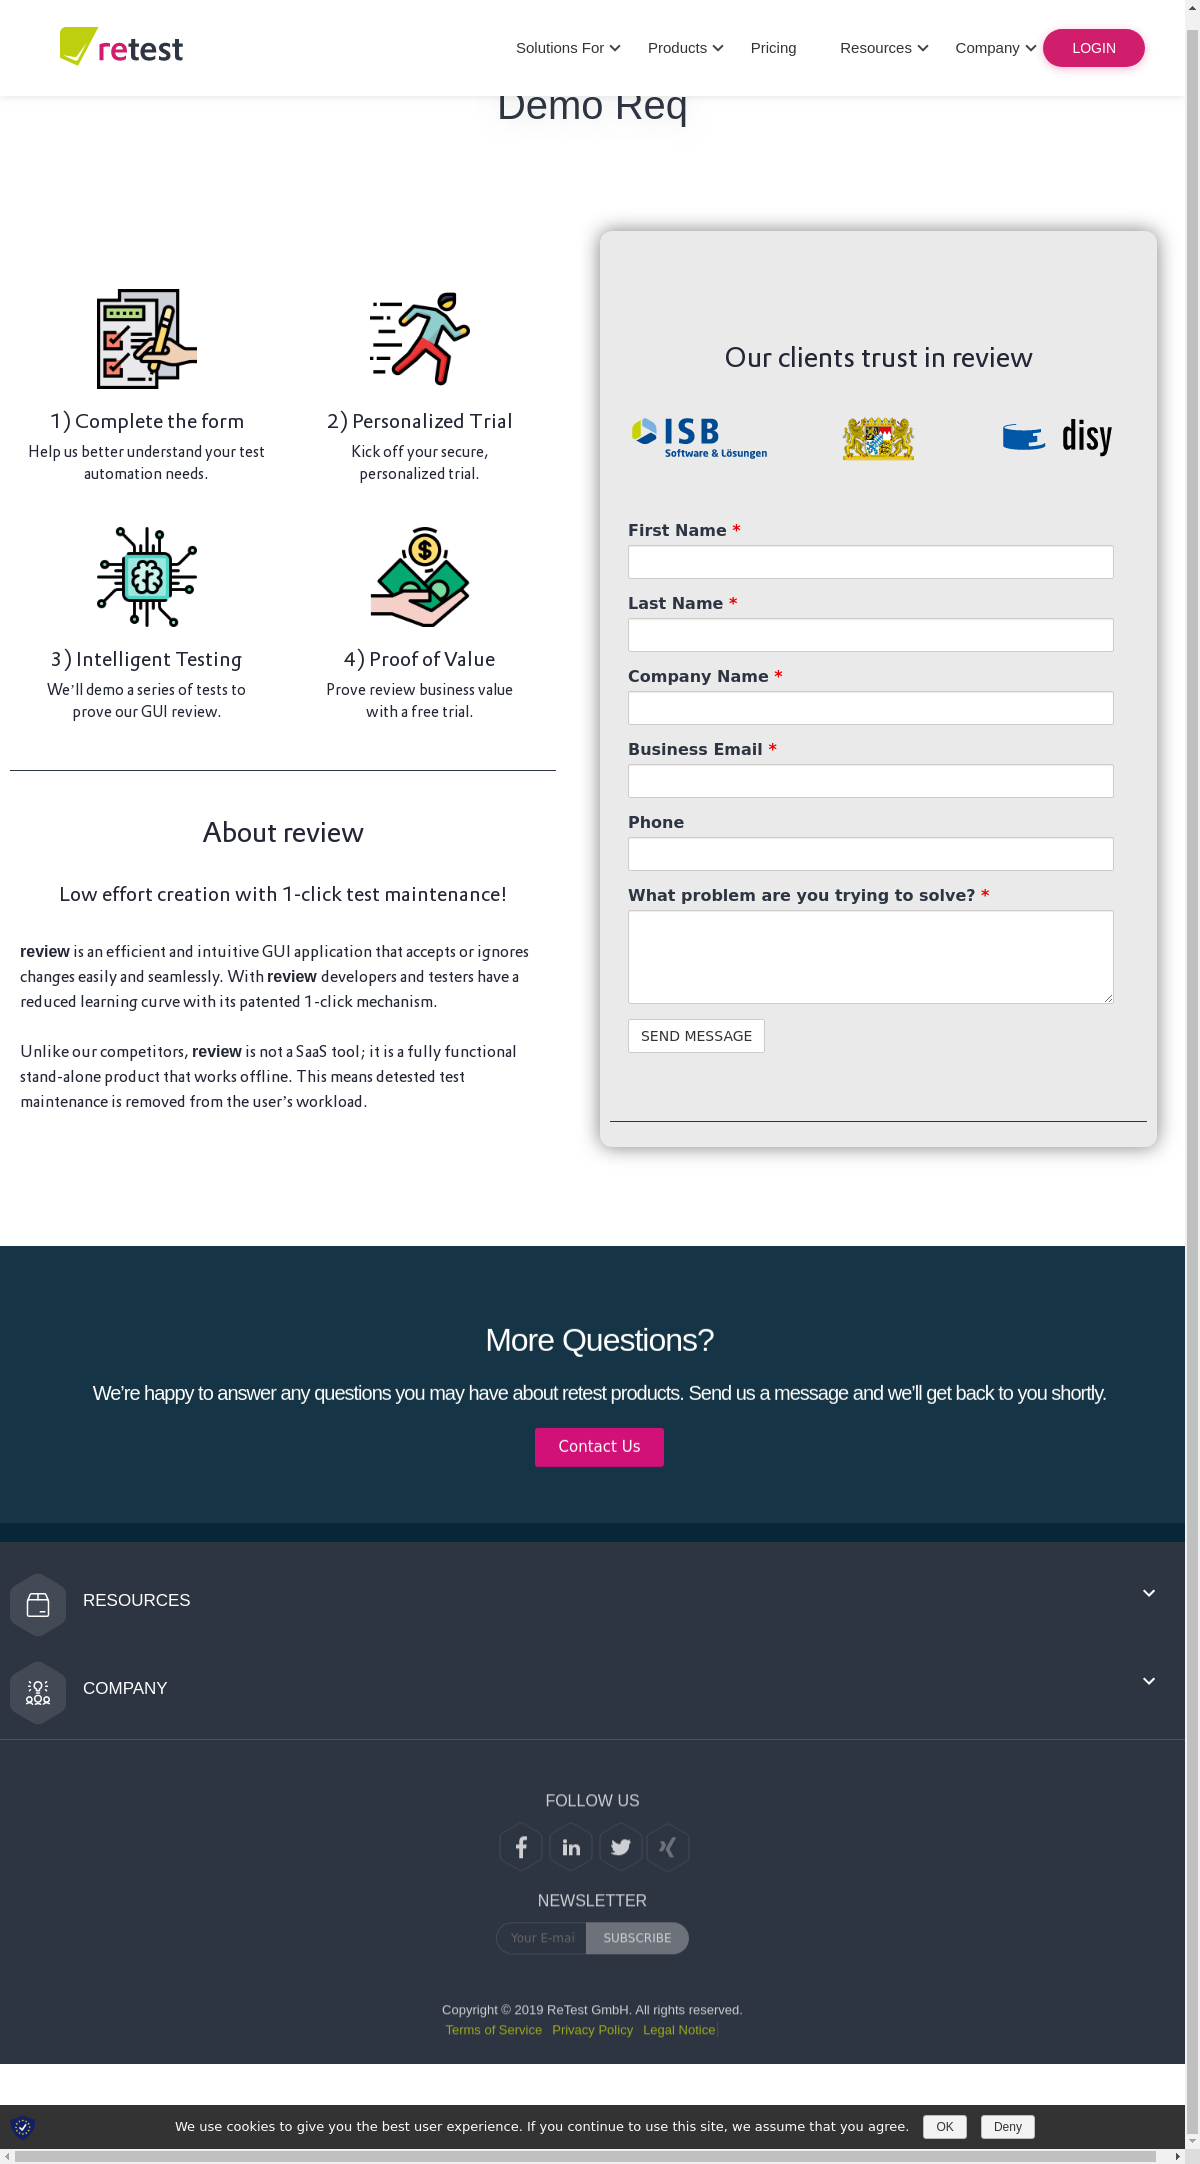 retest
Solutions For
Products
Pricing
Resources
Company
LOGIN
Demo Req
1) Complete the form
Help us better understand your test
automation needs.
2) Personalized Trial
Kick off your secure,
personalized trial.
3) Intelligent Testing
We’ll demo a series of tests to
prove our GUI review.
4) Proof of Value
Prove review business value
with a free trial.
About review
Low effort creation with 1-click test maintenance!
review is an efficient and intuitive GUI application that accepts or ignores
changes easily and seamlessly. With review developers and testers have a
reduced learning curve with its patented 1-click mechanism.
Unlike our competitors, review is not a SaaS tool; it is a fully functional
stand-alone product that works offline. This means detested test
maintenance is removed from the user’s workload.
Our clients trust in review
ISB
Software & Lösungen
disy
First Name *
Last Name *
Company Name *
Business Email *
Phone
What problem are you trying to solve? *
SEND MESSAGE
More Questions?
We’re happy to answer any questions you may have about retest products. Send us a message and we’ll get back to you shortly.
Contact Us
RESOURCES
COMPANY
FOLLOW US
NEWSLETTER
Your E-mai
SUBSCRIBE
Copyright © 2019 ReTest GmbH. All rights reserved.
Terms of Service Privacy Policy Legal Notice
We use cookies to give you the best user experience. If you continue to use this site, we assume that you agree.
OK
Deny